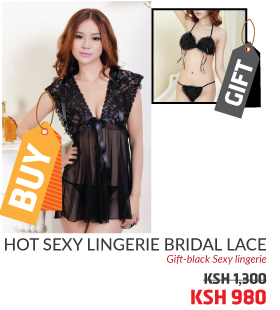 BUY
GIFT
HOT SEXY LINGERIE BRIDAL LACE
Gift-black Sexy lingerie
KSH 1,300
KSH 980